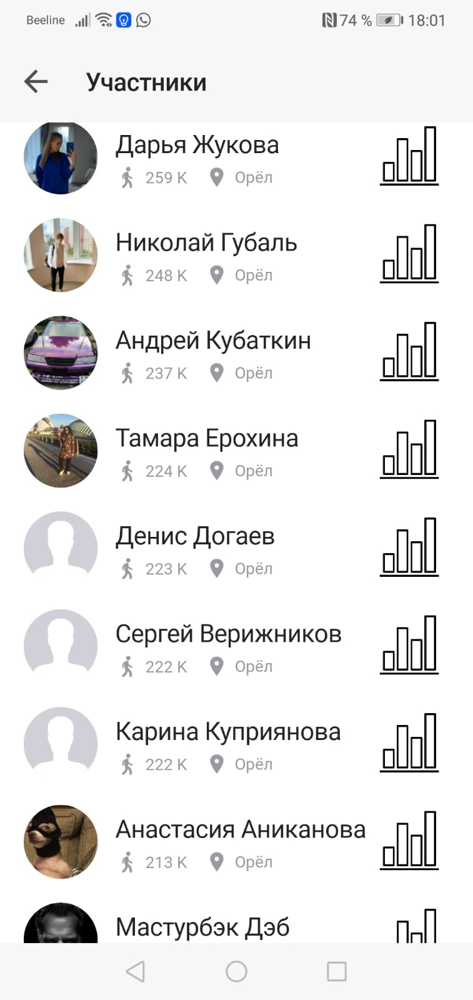 Beeline 74 % 18:01
Участники
Дарья Жукова
259 K Орёл
Николай Губаль
248 K Орёл
Андрей Кубаткин
237 K Орёл
Тамара Ерохина
224 K Орёл
Денис Догаев
223 K Орёл
Сергей Верижников
222 K Орёл
Карина Куприянова
222 K Орёл
Анастасия Аниканова
213 K Орёл
Мастурбэк Дэб